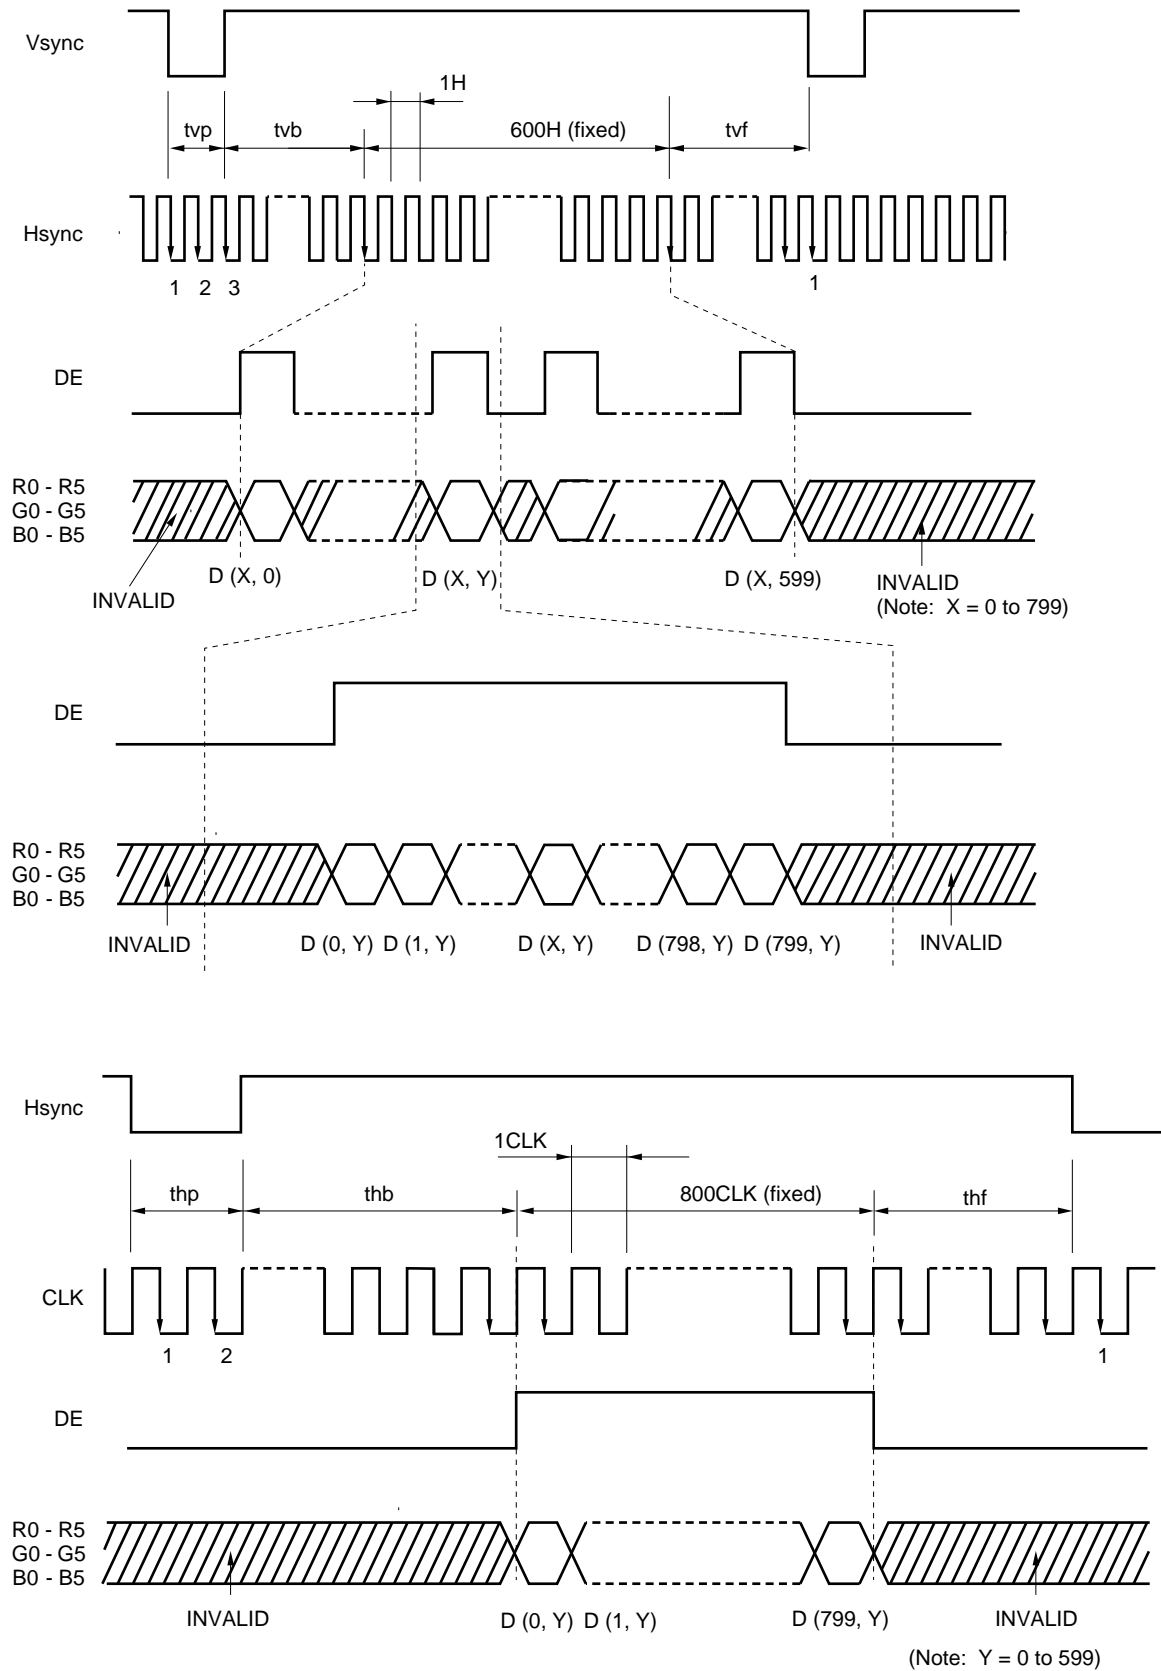 Vsync
1H
tvp
tvb
600H (fixed)
tvf
Hsync
1 2 3
1
DE
R0 - R5
G0 - G5
B0 - B5
D (X, 0)
D (X, Y)
D (X, 599)
INVALID
INVALID
(Note: X = 0 to 799)
DE
R0 - R5
G0 - G5
B0 - B5
INVALID
D (0, Y) D (1, Y)
D (X, Y)
D (798, Y) D (799, Y)
INVALID
Hsync
1CLK
thp
thb
800CLK (fixed)
thf
CLK
1
2
1
DE
R0 - R5
G0 - G5
B0 - B5
INVALID
D (0, Y) D (1, Y)
D (799, Y)
INVALID
(Note: Y = 0 to 599)